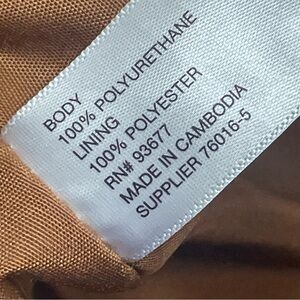 BODY
100% POLYURETHANE
LINING
100% POLYESTER
RN# 93677
MADE IN CAMBODIA
SUPPLIER 76016-5